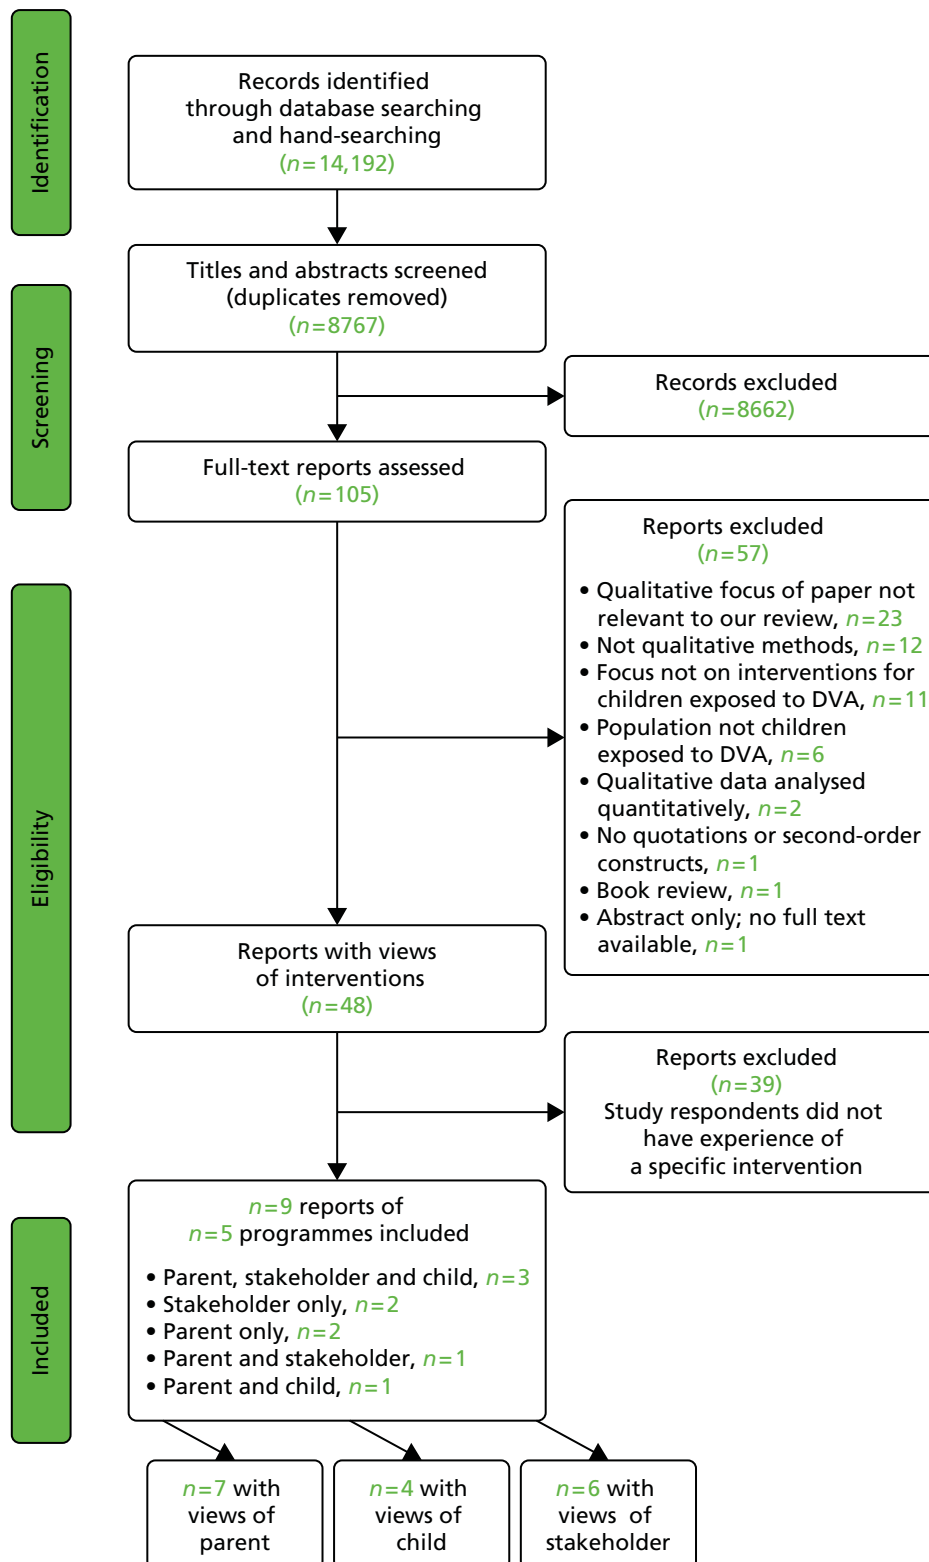 Identification
Records identified
through database searching
and hand-searching
(n=14,192)
Titles and abstracts screened
(duplicates removed)
(n=8767)
Screening
Records excluded
(n=8662)
Full-text reports assessed
(n=105)
Reports excluded
(n=57)
• Qualitative focus of paper not
relevant to our review, n=23
• Not qualitative methods, n=12
• Focus not on interventions for
children exposed to DVA, n=11
• Population not children
exposed to DVA, n=6
• Qualitative data analysed
quantitatively, n=2
• No quotations or second-order
constructs, n=1
• Book review, n=1
• Abstract only; no full text
available, n=1
Eligibility
Reports with views
of interventions
(n=48)
Reports excluded
(n=39)
Study respondents did not
have experience of
a specific intervention
Included
n=9 reports of
n=5 programmes included
• Parent, stakeholder and child, n=3
• Stakeholder only, n=2
• Parent only, n=2
• Parent and stakeholder, n=1
• Parent and child, n=1
n=7 with
views of
parent
n=4 with
views of
child
n=6 with
views of
stakeholder